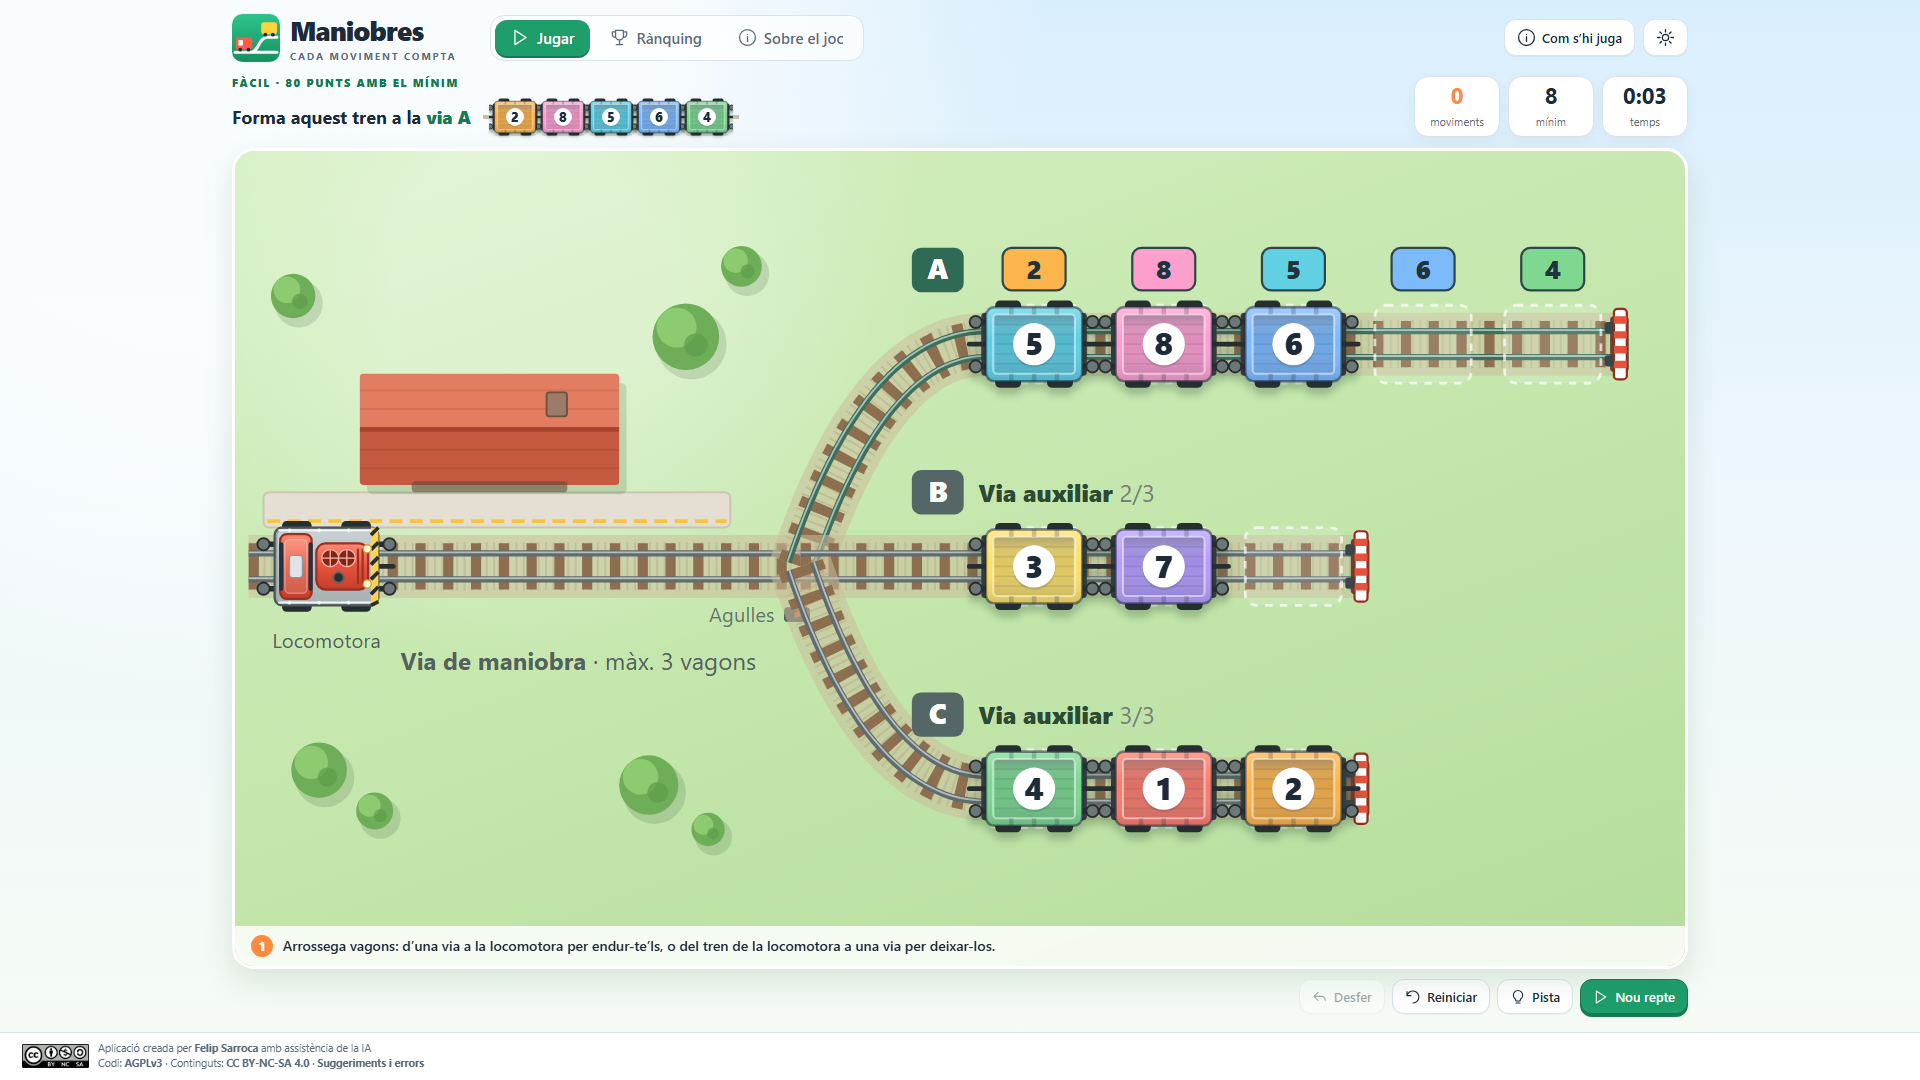 Maniobres
CADA MOVIMENT COMPTA
Jugar
Rànquing
Sobre el joc
Com s'hi juga
FÀCIL · 80 PUNTS AMB EL MÍNIM
Forma aquest tren a la via A
2 8 5 6 4
0
moviments
8
mínim
0:03
temps
A 2 8 5 6 4
5 8 6
B Via auxiliar 2/3
3 7
Agulles
Locomotora
Via de maniobra · màx. 3 vagons
C Via auxiliar 3/3
4 1 2
1 Arrossega vagons: d'una via a la locomotora per endur-te'ls, o del tren de la locomotora a una via per deixar-los.
Desfer
Reiniciar
Pista
Nou repte
CC BY NC SA
Aplicació creada per Felip Sarroca amb assistència de la IA
Codi: AGPLv3 · Continguts: CC BY-NC-SA 4.0 · Suggeriments i errors